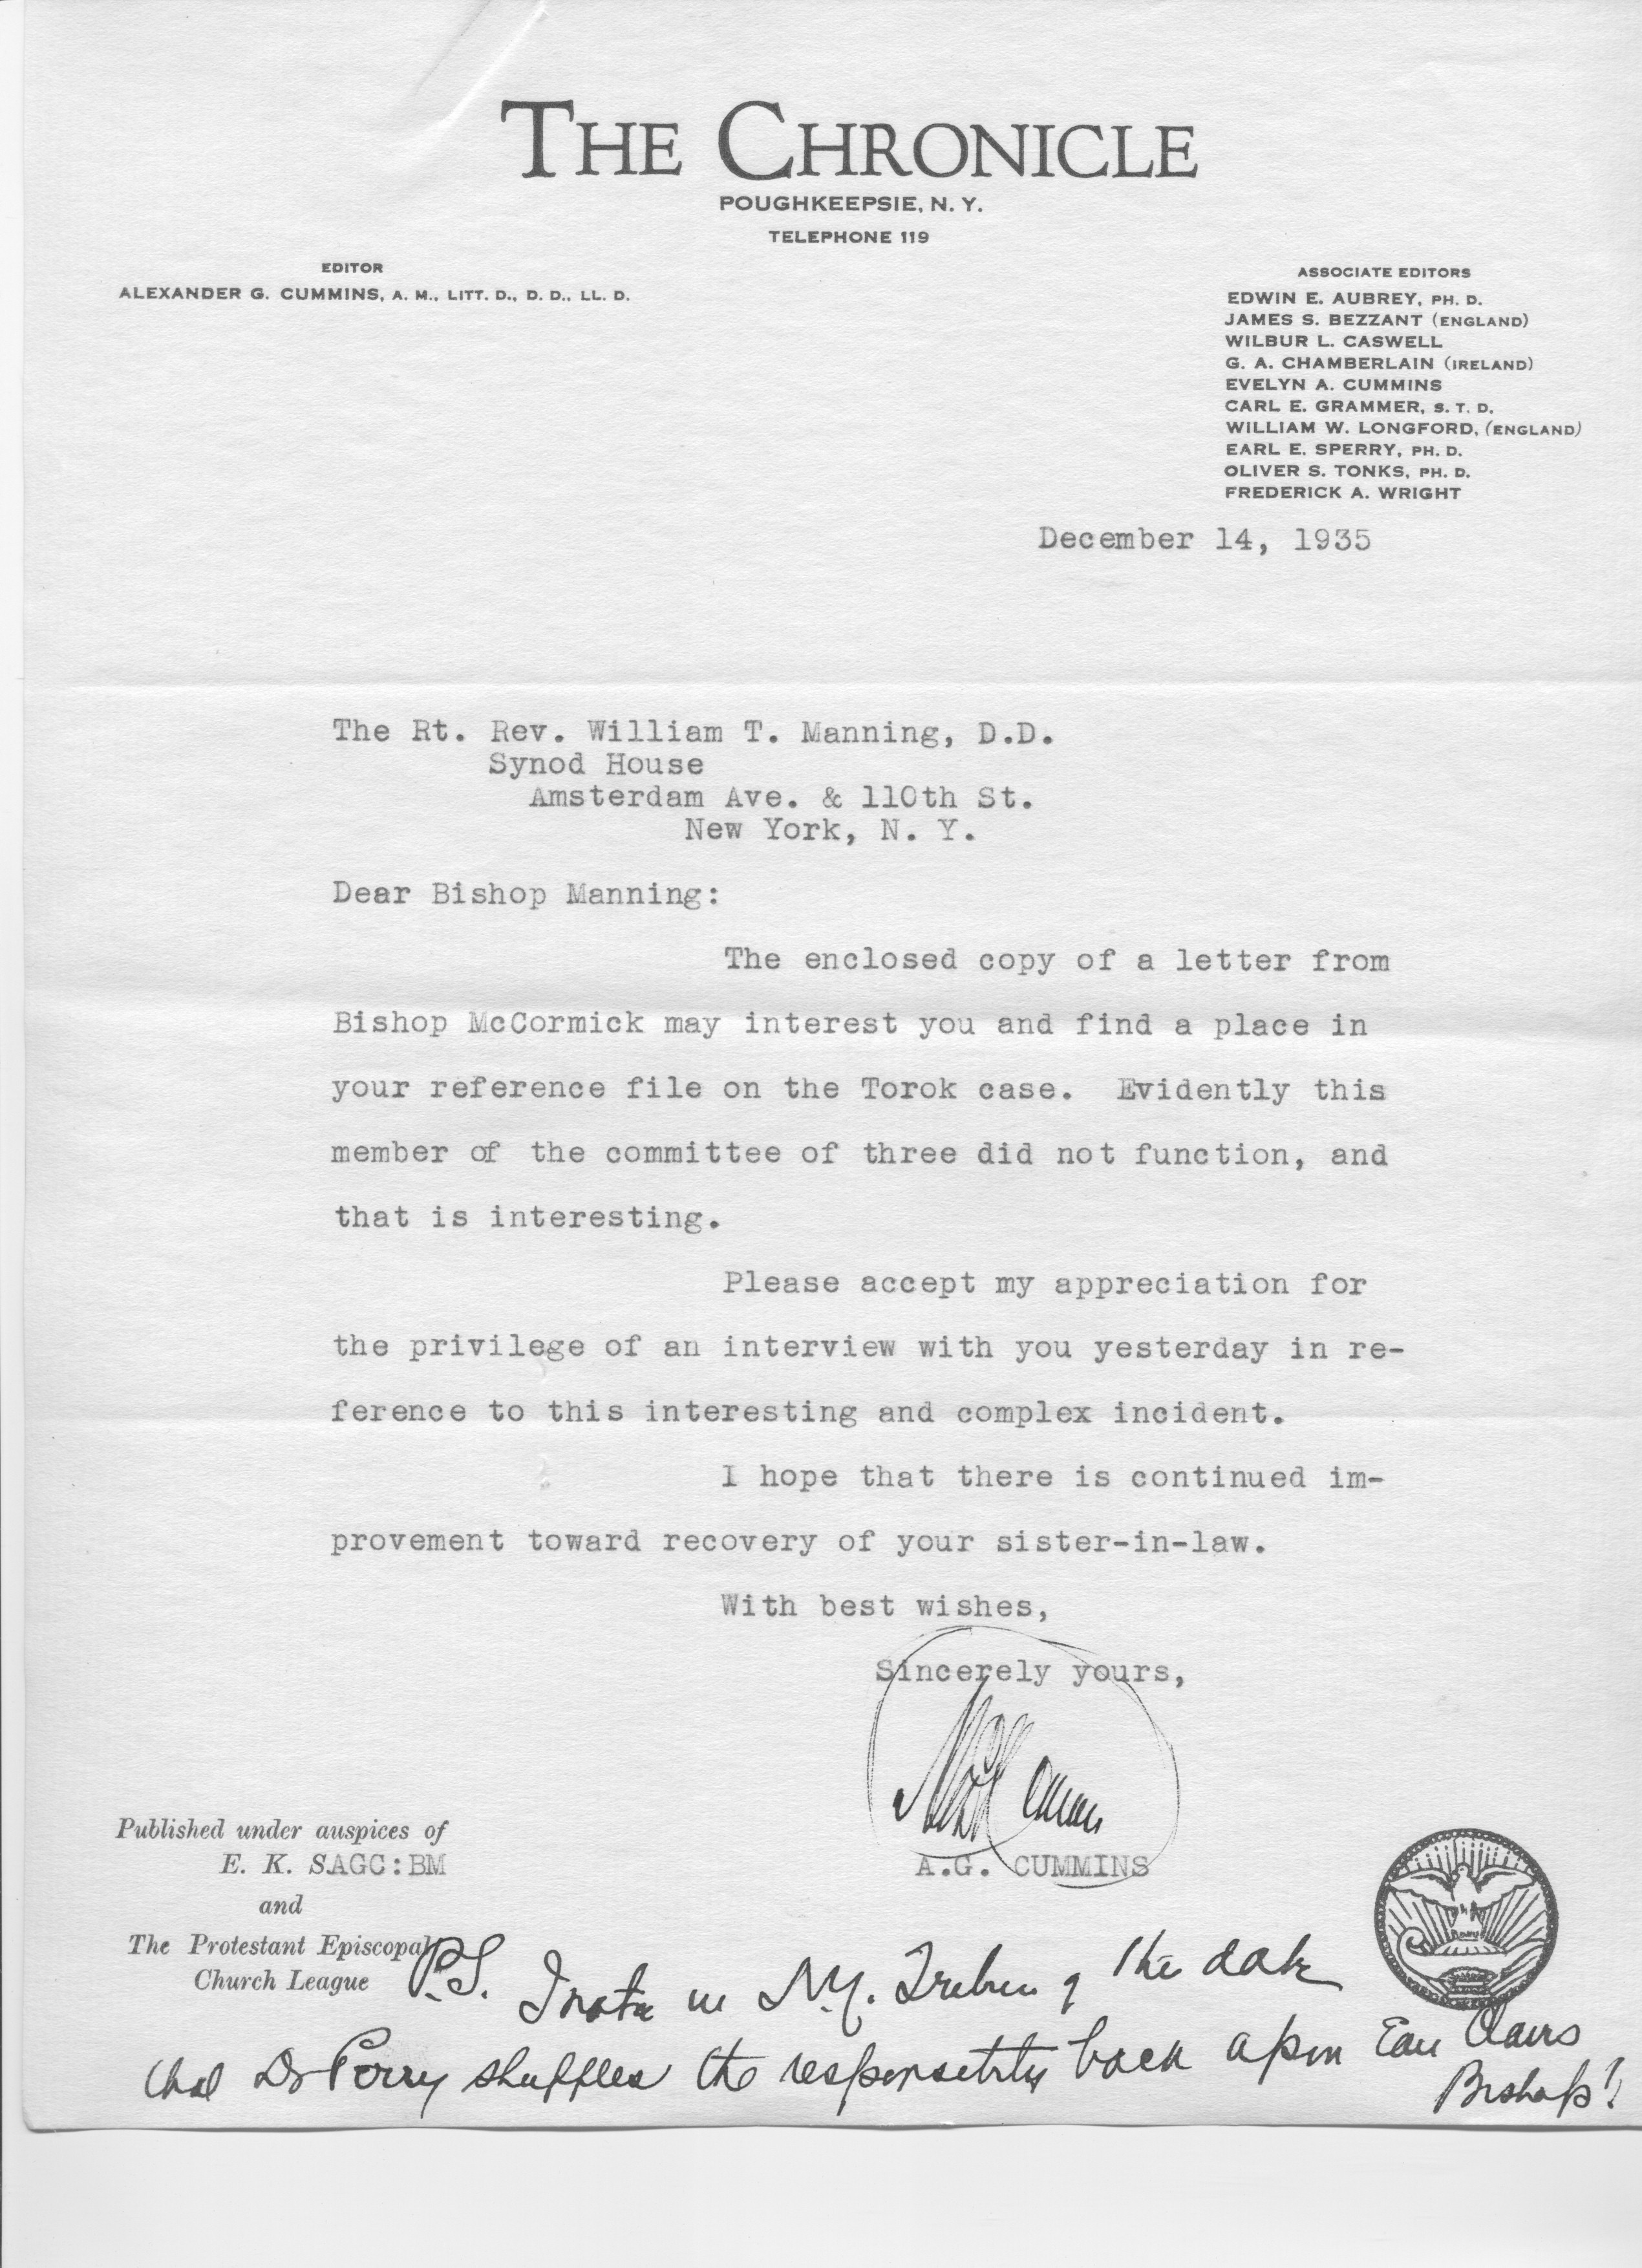 THE CHRONICLE
POUGHKEEPSIE, N. Y.
TELEPHONE 119
EDITOR
ALEXANDER G. CUMMINS, A. M., LITT. D., D. D., LL. D.
ASSOCIATE EDITORS
EDWIN E. AUBREY, PH. D.
JAMES S. BEZZANT (ENGLAND)
WILBUR L. CASWELL
G. A. CHAMBERLAIN (IRELAND)
EVELYN A. CUMMINS
CARL E. GRAMMER, S. T. D.
WILLIAM W. LONGFORD, (ENGLAND)
EARL E. SPERRY, PH. D.
OLIVER S. TONKS, PH. D.
FREDERICK A. WRIGHT
December 14, 1935
The Rt. Rev. William T. Manning, D.D.
Synod House
Amsterdam Ave. & 110th St.
New York, N. Y.
Dear Bishop Manning:
The enclosed copy of a letter from
Bishop McCormick may interest you and find a place in
your reference file on the Torok case. Evidently this
member of the committee of three did not function, and
that is interesting.
Please accept my appreciation for
the privilege of an interview with you yesterday in re-
ference to this interesting and complex incident.
I hope that there is continued im-
provement toward recovery of your sister-in-law.
With best wishes,
Sincerely yours,
A.G. CUMMINS
Published under auspices of
E. K. S.AGC:BM
and
The Protestant Episcopal
Church League
P.S. I note in N.Y. Tribune of the date
that Dr Perry shuffles the responsibility back upon Eau Claire
Bishop!